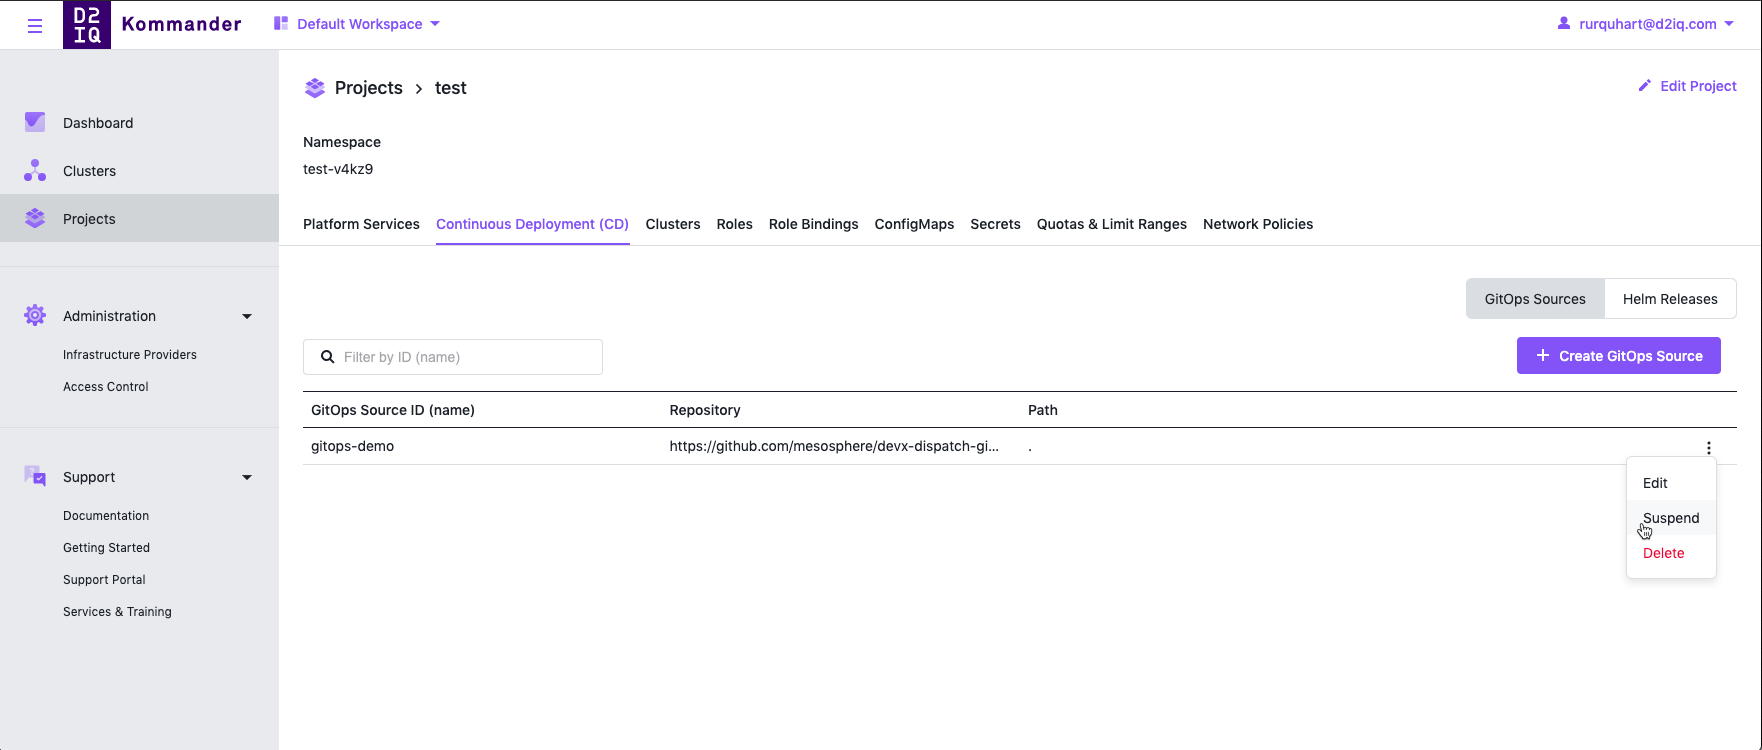 D2
IQ
Kommander
Default Workspace
rurquhart@d2iq.com
Dashboard
Clusters
Projects
Administration
Infrastructure Providers
Access Control
Support
Documentation
Getting Started
Support Portal
Services & Training
Projects > test
Edit Project
Namespace
test-v4kz9
Platform Services Continuous Deployment (CD) Clusters Roles Role Bindings ConfigMaps Secrets Quotas & Limit Ranges Network Policies
GitOps Sources Helm Releases
Filter by ID (name)
+ Create GitOps Source
GitOps Source ID (name) Repository Path
gitops-demo https://github.com/mesosphere/devx-dispatch-gi... .
Edit
Suspend
Delete